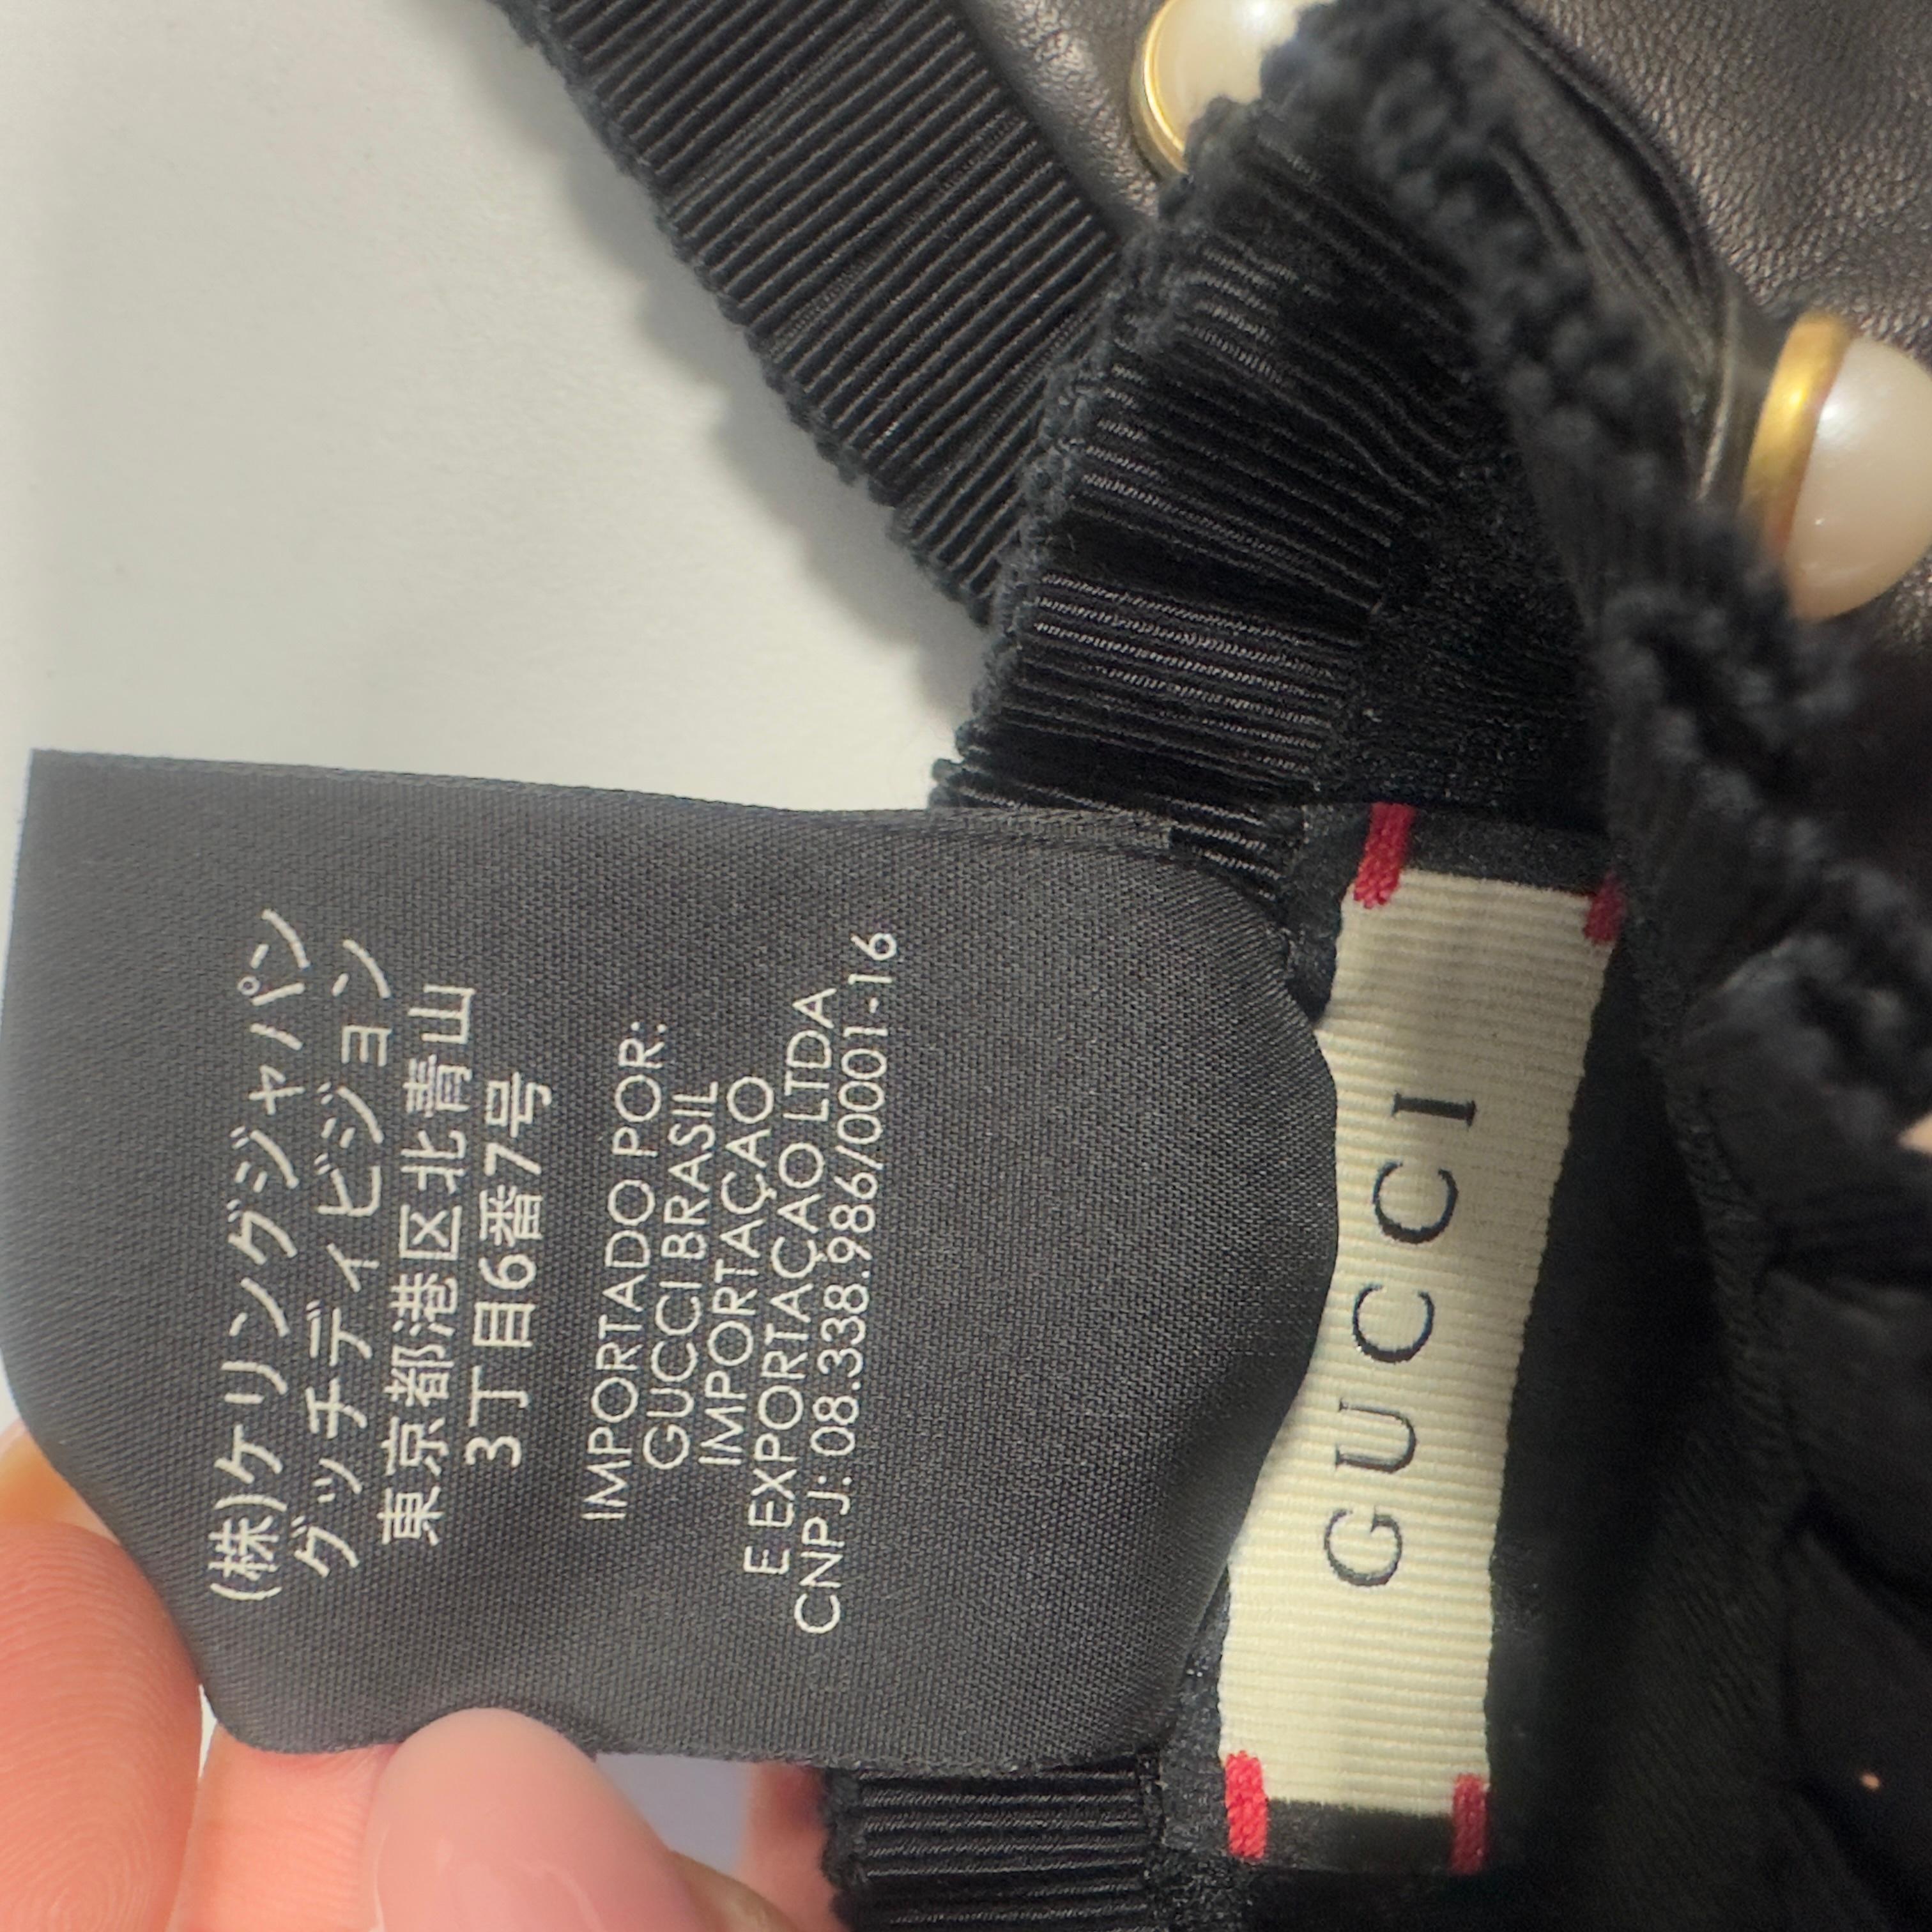 (株)ケリングジャパン
グッチディビジョン
東京都港区北青山
3丁目6番7号
IMPORTADO POR:
GUCCI BRASIL
IMPORTAÇAO
E EXPORTAÇAO LTDA
CNPJ: 08.338.986/0001-16
GUCCI